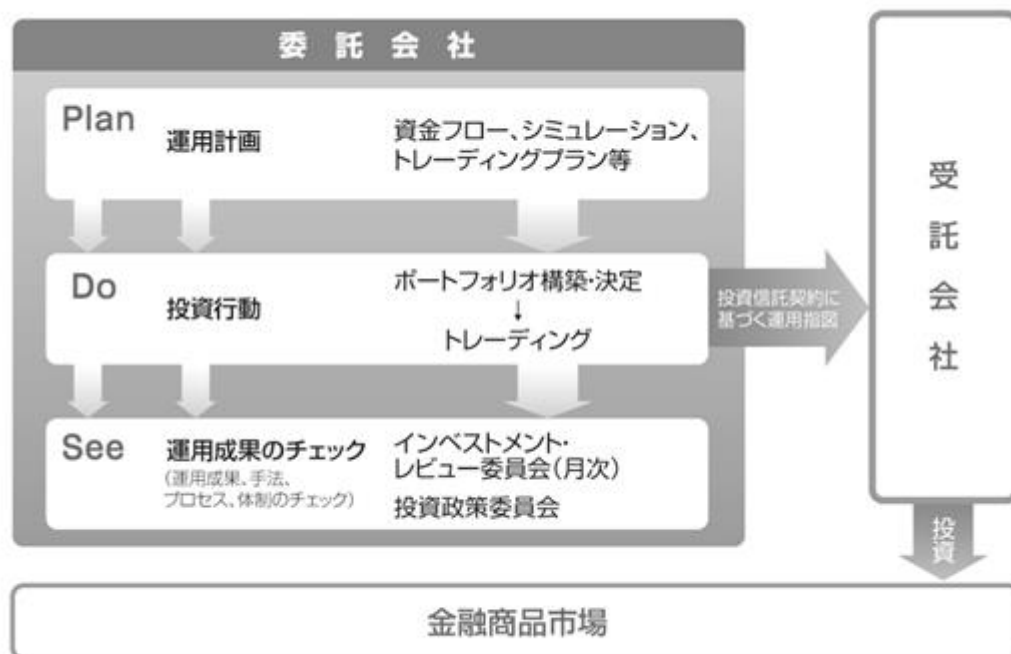 委託会社
Plan
運用計画
資金フロー、シミュレーション、
トレーディングプラン等
Do
投資行動
ポートフォリオ構築・決定
↓
トレーディング
投資信託契約に
基づく運用指図
See
運用成果のチェック
(運用成果、手法、
プロセス、体制のチェック)
インベストメント・
レビュー委員会(月次)
投資政策委員会
受託会社
投資
金融商品市場